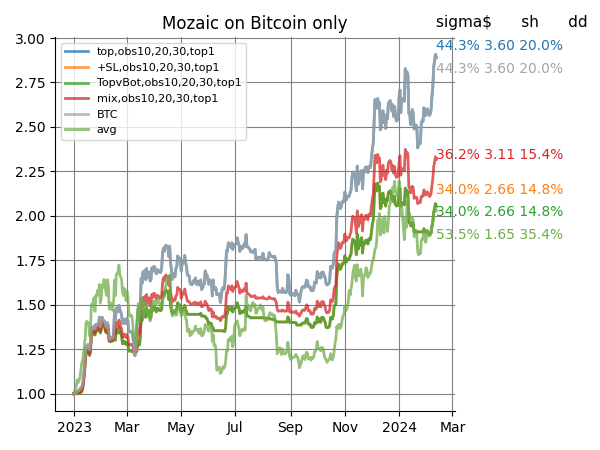 Mozaic on Bitcoin only
sigma$ sh dd
top,obs10,20,30,top1
+SL,obs10,20,30,top1
TopvBot,obs10,20,30,top1
mix,obs10,20,30,top1
BTC
avg
44.3% 3.60 20.0%
44.3% 3.60 20.0%
36.2% 3.11 15.4%
34.0% 2.66 14.8%
34.0% 2.66 14.8%
53.5% 1.65 35.4%
3.00
2.75
2.50
2.25
2.00
1.75
1.50
1.25
1.00
2023 Mar May Jul Sep Nov 2024 Mar